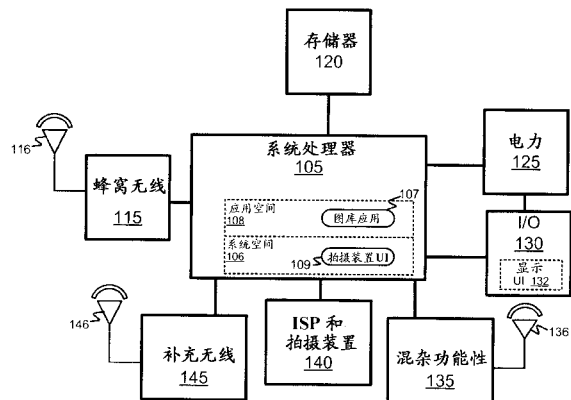 存储器
120
116
蜂窝无线
115
系统处理器
105
107
应用空间
108
图库应用
系统空间
106
109
拍摄装置UI
电力
125
I/O
130
显示
UI 132
146
补充无线
145
ISP 和
拍摄装置
140
混杂功能性
135
136